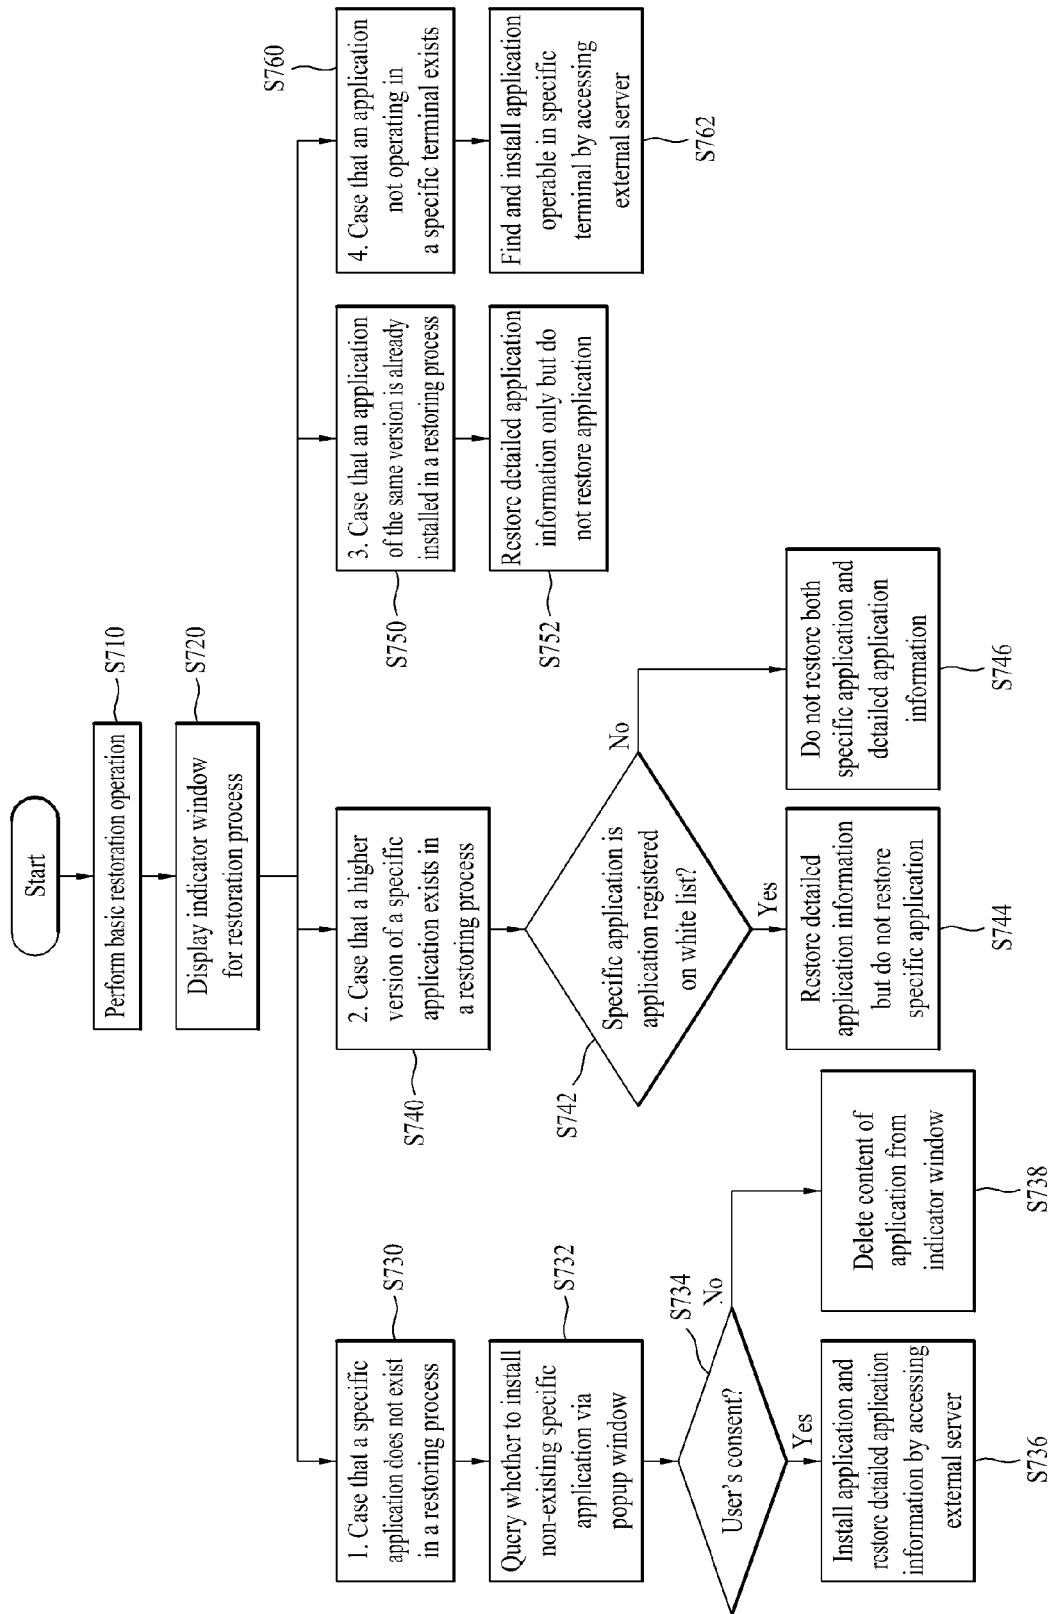 Start
Perform basic restoration operation
S710
Display indicator window
for restoration process
S720
1. Case that a specific
application does not exist
in a restoring process
S730
Query whether to install
non-existing specific
application via
popup window
S732
User's consent?
S734
No
Yes
Install application and
restore detailed application
information by accessing
external server
S736
Delete content of
application from
indicator window
S738
2. Case that a higher
version of a specific
application exists in
a restoring process
S740
Specific application is
application registered
on white list?
S742
No
Yes
Restore detailed
application information
but do not restore
specific application
S744
Do not restore both
specific application and
detailed application
information
S746
3. Case that an application
of the same version is already
installed in a restoring process
S750
Restore detailed application
information only but do
not restore application
S752
4. Case that an application
not operating in
a specific terminal exists
S760
Find and install application
operable in specific
terminal by accessing
external server
S762